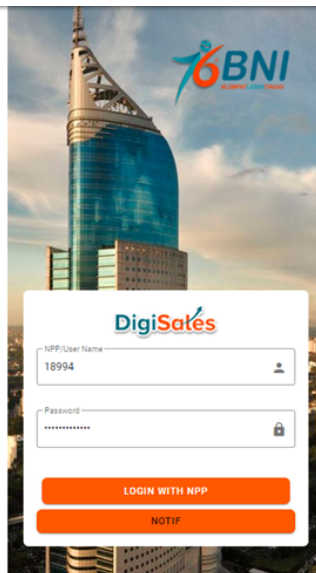 76BNI
DigiSales
NPP/User Name
18994
Password
•••••••••••••
LOGIN WITH NPP
NOTIF